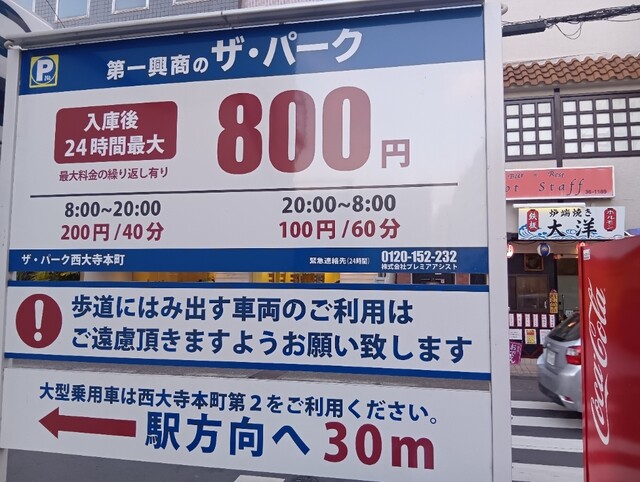 P
第一興商の ザ・パーク
入庫後
24時間最大
800円
最大料金の繰り返し有り
8:00~20:00
200円/40分
20:00~8:00
100円/60分
ザ・パーク西大寺本町
緊急連絡先(24時間)
0120-152-232
株式会社プレミアアシスト
歩道にはみ出す車両のご利用は
ご遠慮頂きますようお願い致します
大型乗用車は西大寺本町第2をご利用ください。
駅方向へ 30m
Staff
炉端焼き
鉄板
大洋
ホルモン
Coca-Cola